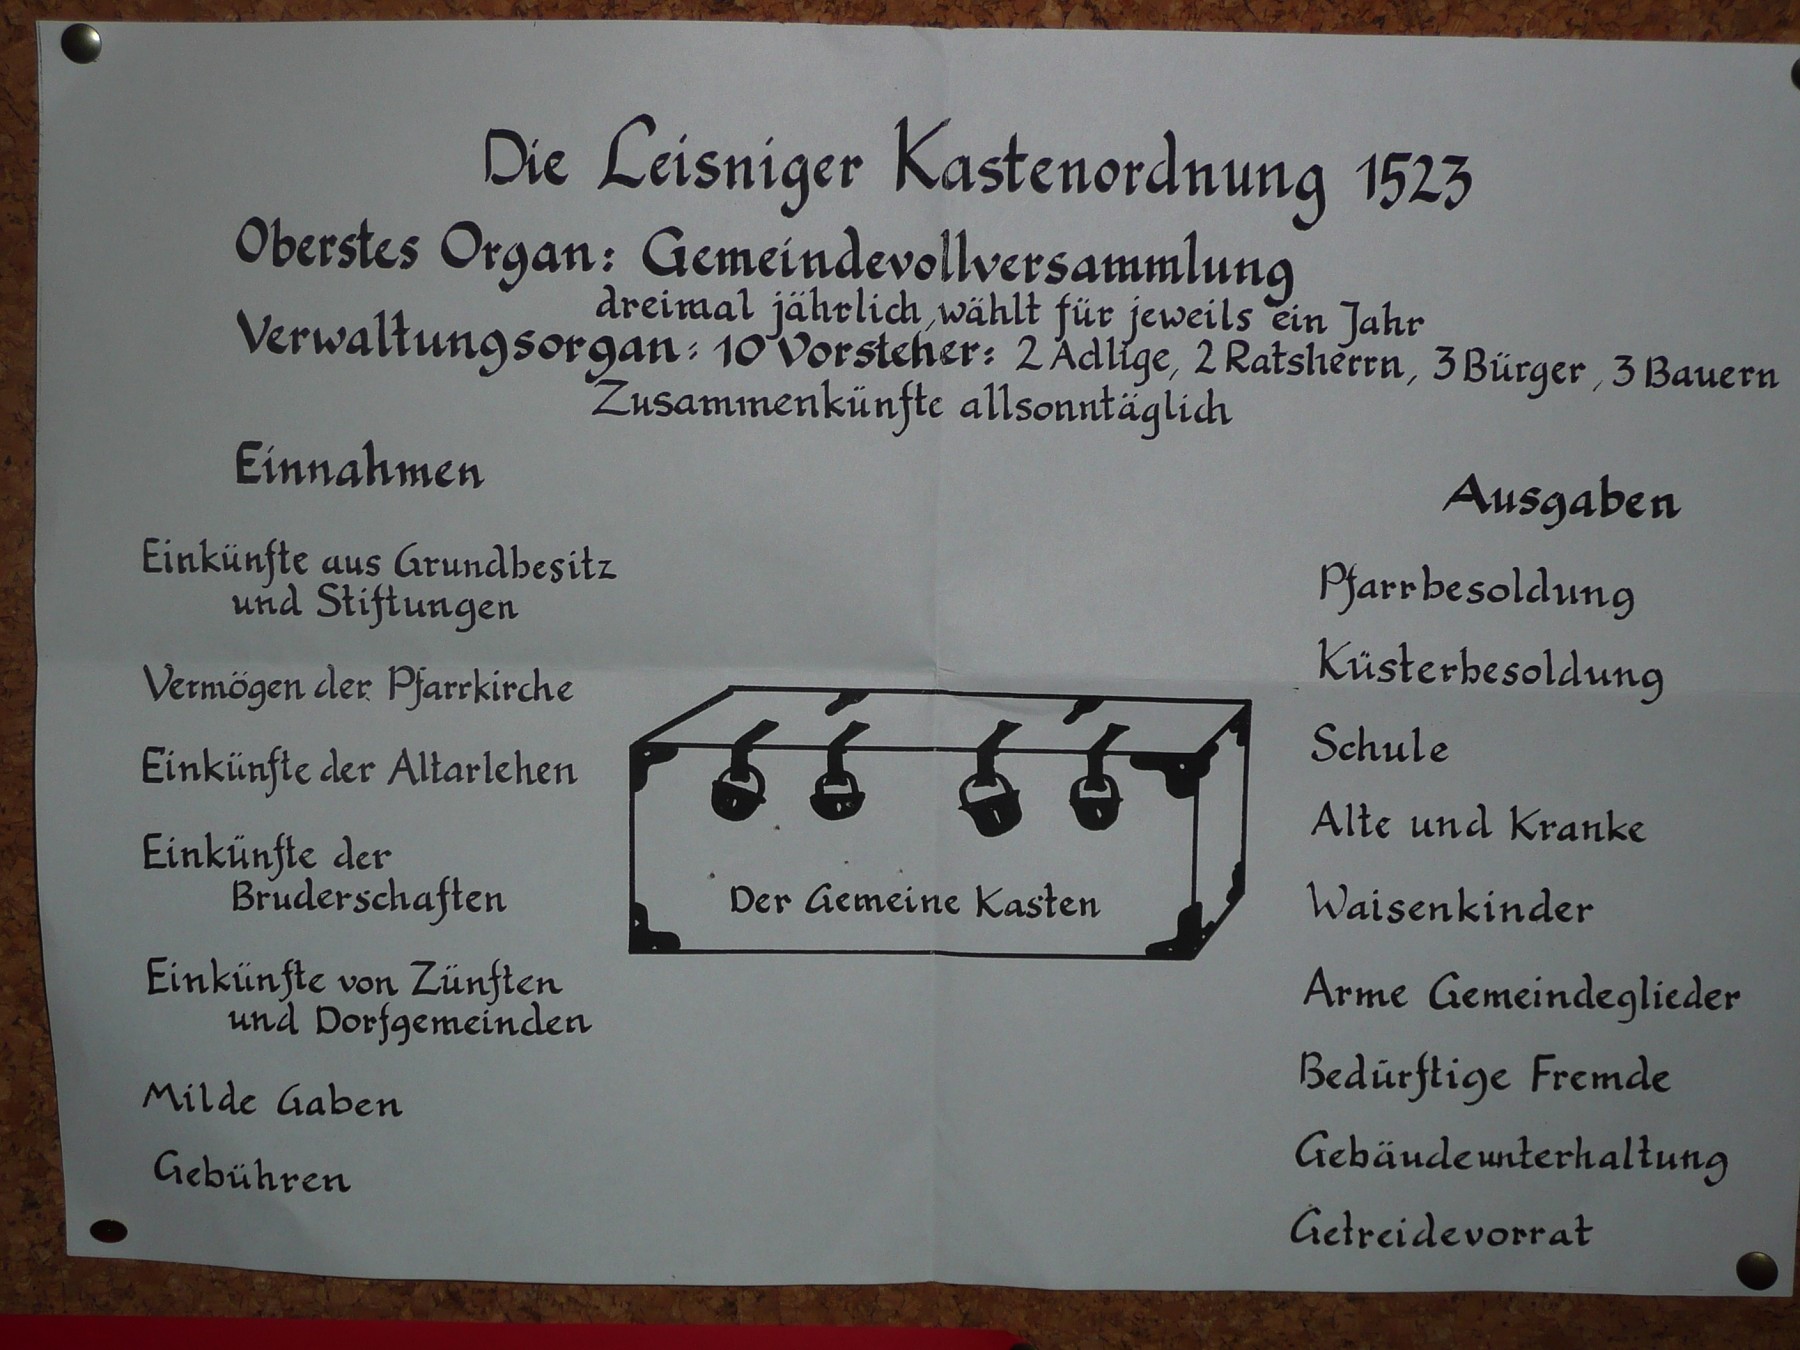 Die Leisniger Kastenordnung 1523
Oberstes Organ: Gemeindevollversammlung
dreimal jährlich, wählt für jeweils ein Jahr
Verwaltungsorgan: 10 Vorsteher: 2 Adlige, 2 Ratsherrn, 3 Bürger, 3 Bauern
Zusammenkünfte allsonntäglich
Einnahmen
Einkünfte aus Grundbesitz
und Stiftungen
Vermögen der Pfarrkirche
Einkünfte der Altarlehen
Einkünfte der
Bruderschaften
Einkünfte von Zünften
und Dorfgemeinden
Milde Gaben
Gebühren
Der Gemeine Kasten
Ausgaben
Pfarrbesoldung
Küsterbesoldung
Schule
Alte und Kranke
Waisenkinder
Arme Gemeindeglieder
Bedürftige Fremde
Gebäudeunterhaltung
Getreidevorrat